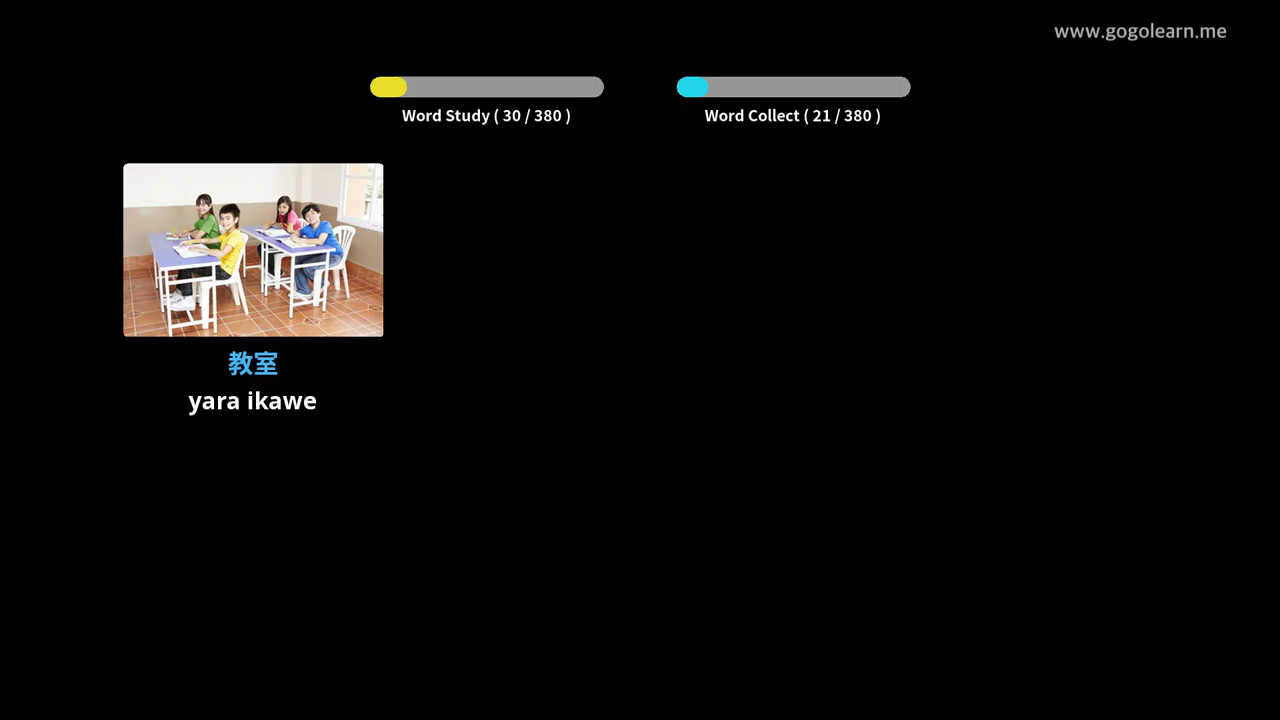 www.gogolearn.me
Word Study ( 30 / 380 )
Word Collect ( 21 / 380 )
教室
yara ikawe